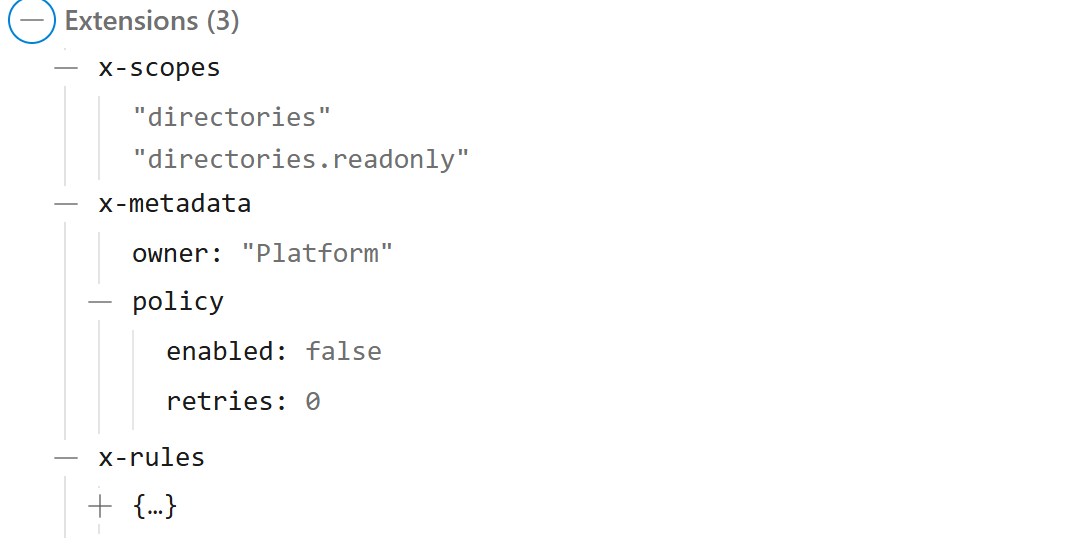 Extensions (3)
x-scopes
"directories"
"directories.readonly"
x-metadata
owner: "Platform"
policy
enabled: false
retries: 0
x-rules
{…}